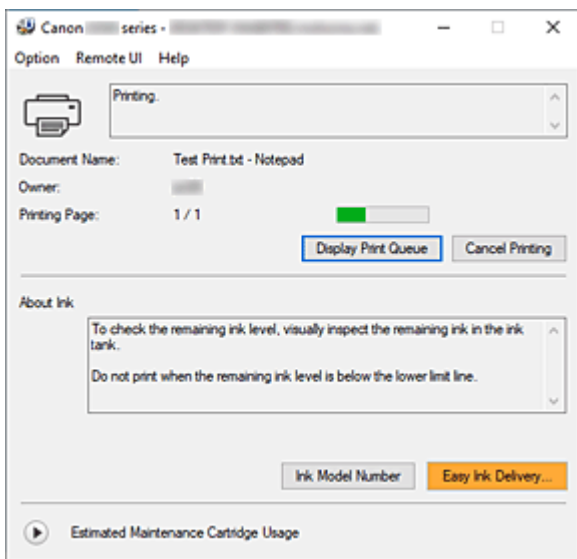 Canon series -
Option Remote UI Help
Printing.
Document Name: Test Print.txt - Notepad
Owner:
Printing Page: 1 / 1
Display Print Queue Cancel Printing
About Ink
To check the remaining ink level, visually inspect the remaining ink in the ink
tank.
Do not print when the remaining ink level is below the lower limit line.
Ink Model Number Easy Ink Delivery...
Estimated Maintenance Cartridge Usage